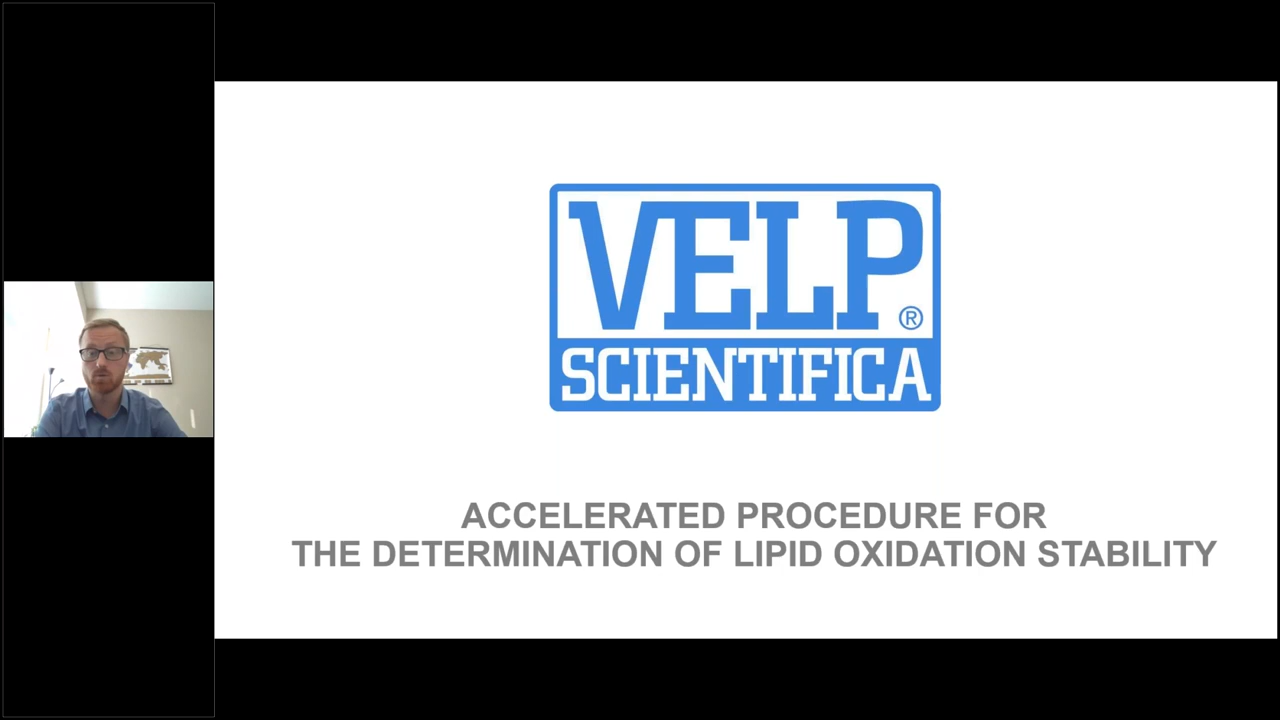 VELP
®
SCIENTIFICA
ACCELERATED PROCEDURE FOR
THE DETERMINATION OF LIPID OXIDATION STABILITY